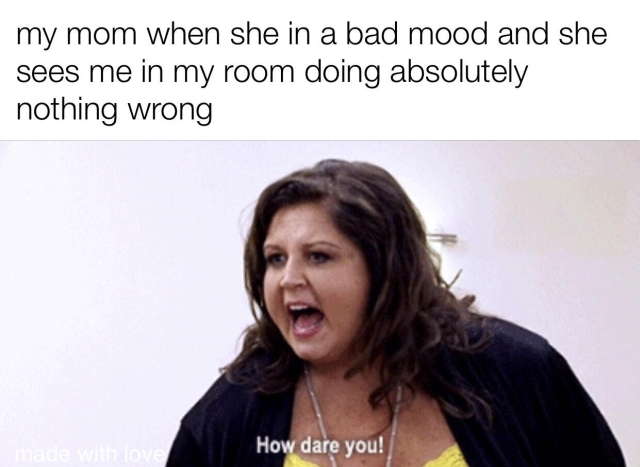 my mom when she in a bad mood and she
sees me in my room doing absolutely
nothing wrong
How dare you!
made with love